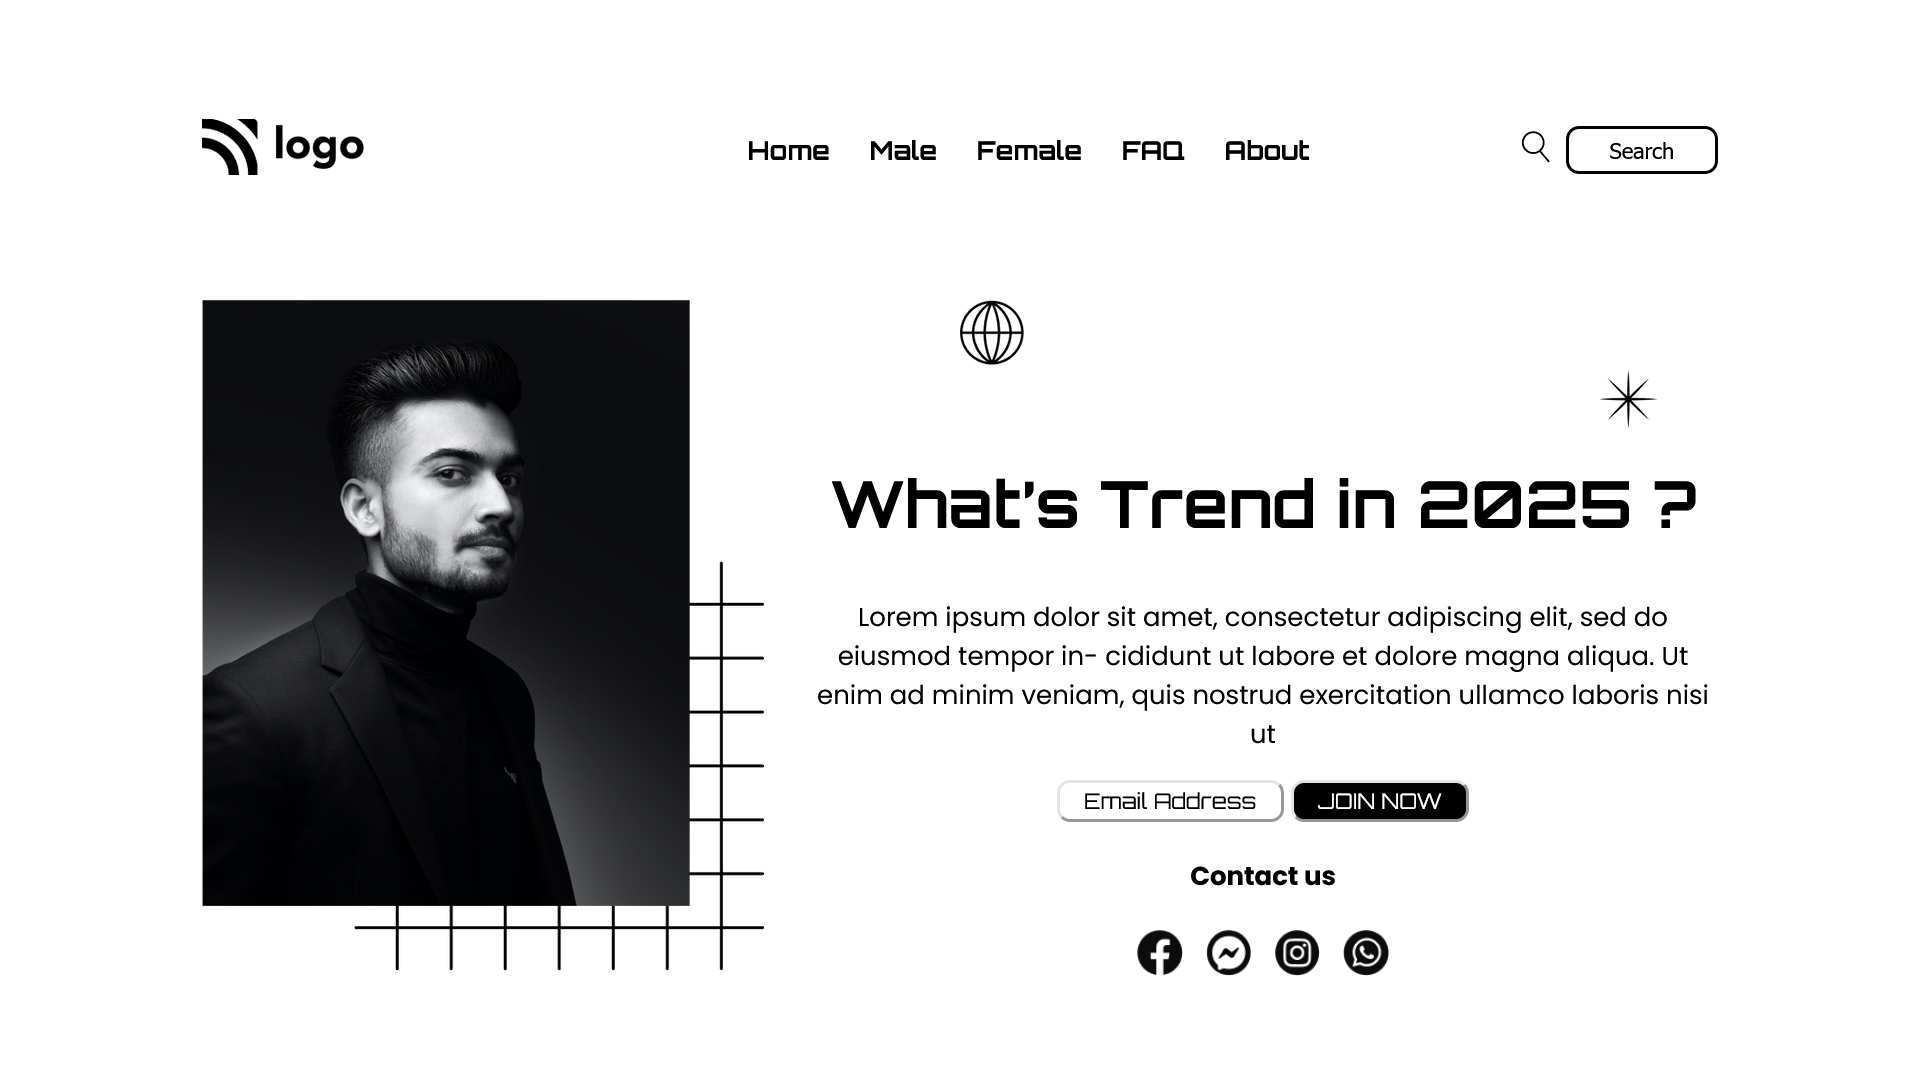 logo
Home Male Female FAQ About
Search
What's Trend in 2025 ?
Lorem ipsum dolor sit amet, consectetur adipiscing elit, sed do
eiusmod tempor in- cididunt ut labore et dolore magna aliqua. Ut
enim ad minim veniam, quis nostrud exercitation ullamco laboris nisi
ut
Email Address JOIN NOW
Contact us